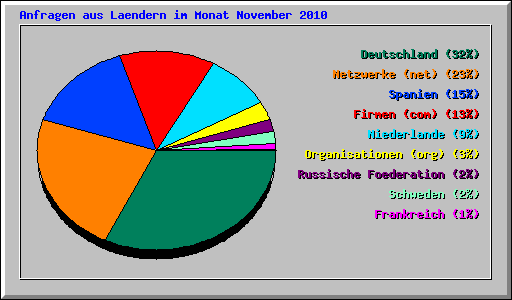 Anfragen aus Laendern im Monat November 2010
Deutschland (32%)
Netzwerke (net) (23%)
Spanien (15%)
Firmen (com) (13%)
Niederlande (9%)
Organisationen (org) (3%)
Russische Foederation (2%)
Schweden (2%)
Frankreich (1%)